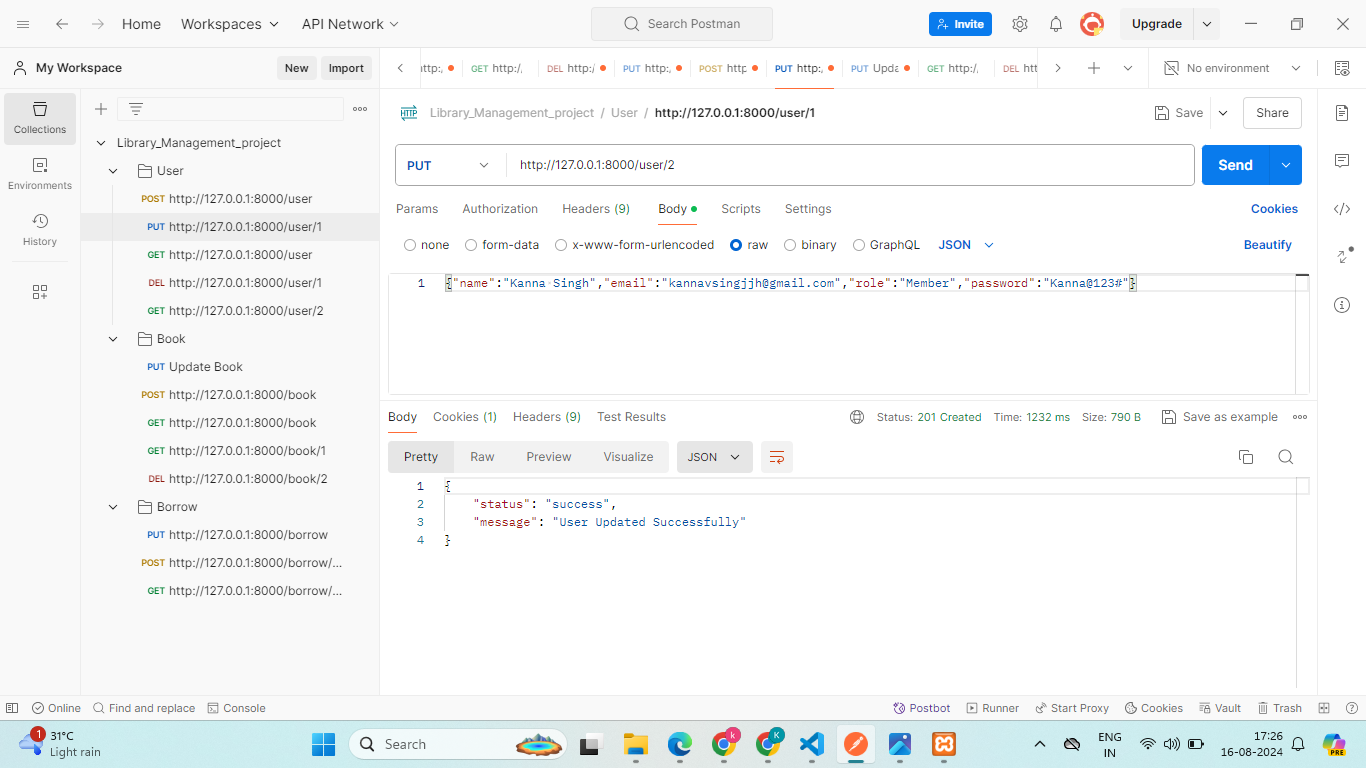 Home Workspaces API Network Search Postman Invite Upgrade
My Workspace New Import
http:, GET http:/ DEL http:/ PUT http:, POST http PUT http:, PUT Upda GET http:/ DEL htt No environment
Collections
Environments
History
Library_Management_project
User
POST http://127.0.0.1:8000/user
PUT http://127.0.0.1:8000/user/1
GET http://127.0.0.1:8000/user
DEL http://127.0.0.1:8000/user/1
GET http://127.0.0.1:8000/user/2
Book
PUT Update Book
POST http://127.0.0.1:8000/book
GET http://127.0.0.1:8000/book
GET http://127.0.0.1:8000/book/1
DEL http://127.0.0.1:8000/book/2
Borrow
PUT http://127.0.0.1:8000/borrow
POST http://127.0.0.1:8000/borrow/...
GET http://127.0.0.1:8000/borrow/...
HTTP Library_Management_project / User / http://127.0.0.1:8000/user/1 Save Share
PUT http://127.0.0.1:8000/user/2 Send
Params Authorization Headers (9) Body Scripts Settings Cookies
none form-data x-www-form-urlencoded raw binary GraphQL JSON Beautify
1 {"name":"Kanna Singh","email":"kannavsingjjh@gmail.com","role":"Member","password":"Kanna@123#"}
Body Cookies (1) Headers (9) Test Results Status: 201 Created Time: 1232 ms Size: 790 B Save as example
Pretty Raw Preview Visualize JSON
1 {
2 "status": "success",
3 "message": "User Updated Successfully"
4 }
Online Find and replace Console Postbot Runner Start Proxy Cookies Vault Trash
1 31°C
Light rain
Search
k K
ENG
IN
17:26
16-08-2024
PRE